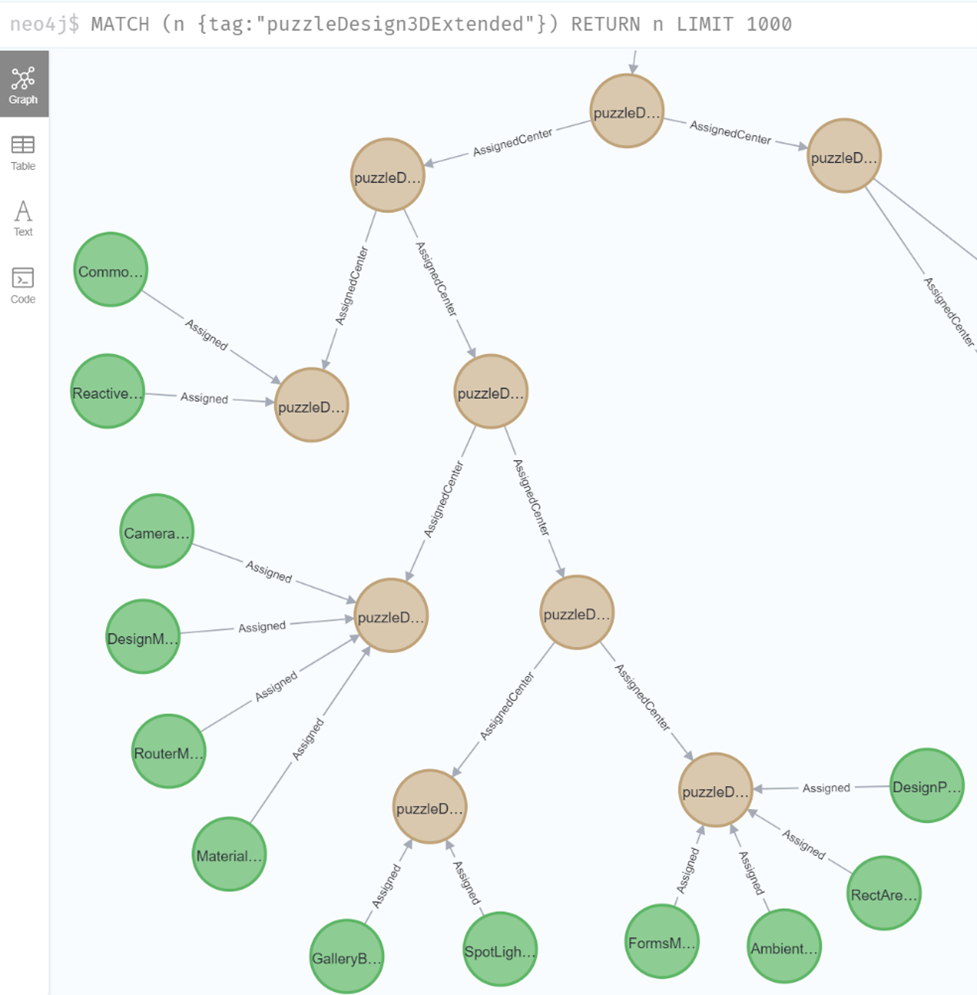 neo4j$ MATCH (n {tag:"puzzleDesign3DExtended"}) RETURN n LIMIT 1000
Graph
Table
Text
Code
puzzleD...
AssignedCenter
AssignedCenter
puzzleD...
puzzleD...
AssignedCenter
AssignedCenter
AssignedCenter
Commo...
Assigned
Reactive...
Assigned
puzzleD...
puzzleD...
AssignedCenter
AssignedCenter
Camera...
Assigned
DesignM...
Assigned
puzzleD...
puzzleD...
RouterM...
Assigned
Assigned
Material...
AssignedCenter
AssignedCenter
puzzleD...
puzzleD...
Assigned
DesignP...
Assigned
Assigned
Assigned
Assigned
Assigned
RectAre...
GalleryB...
SpotLigh...
FormsM...
Ambient...